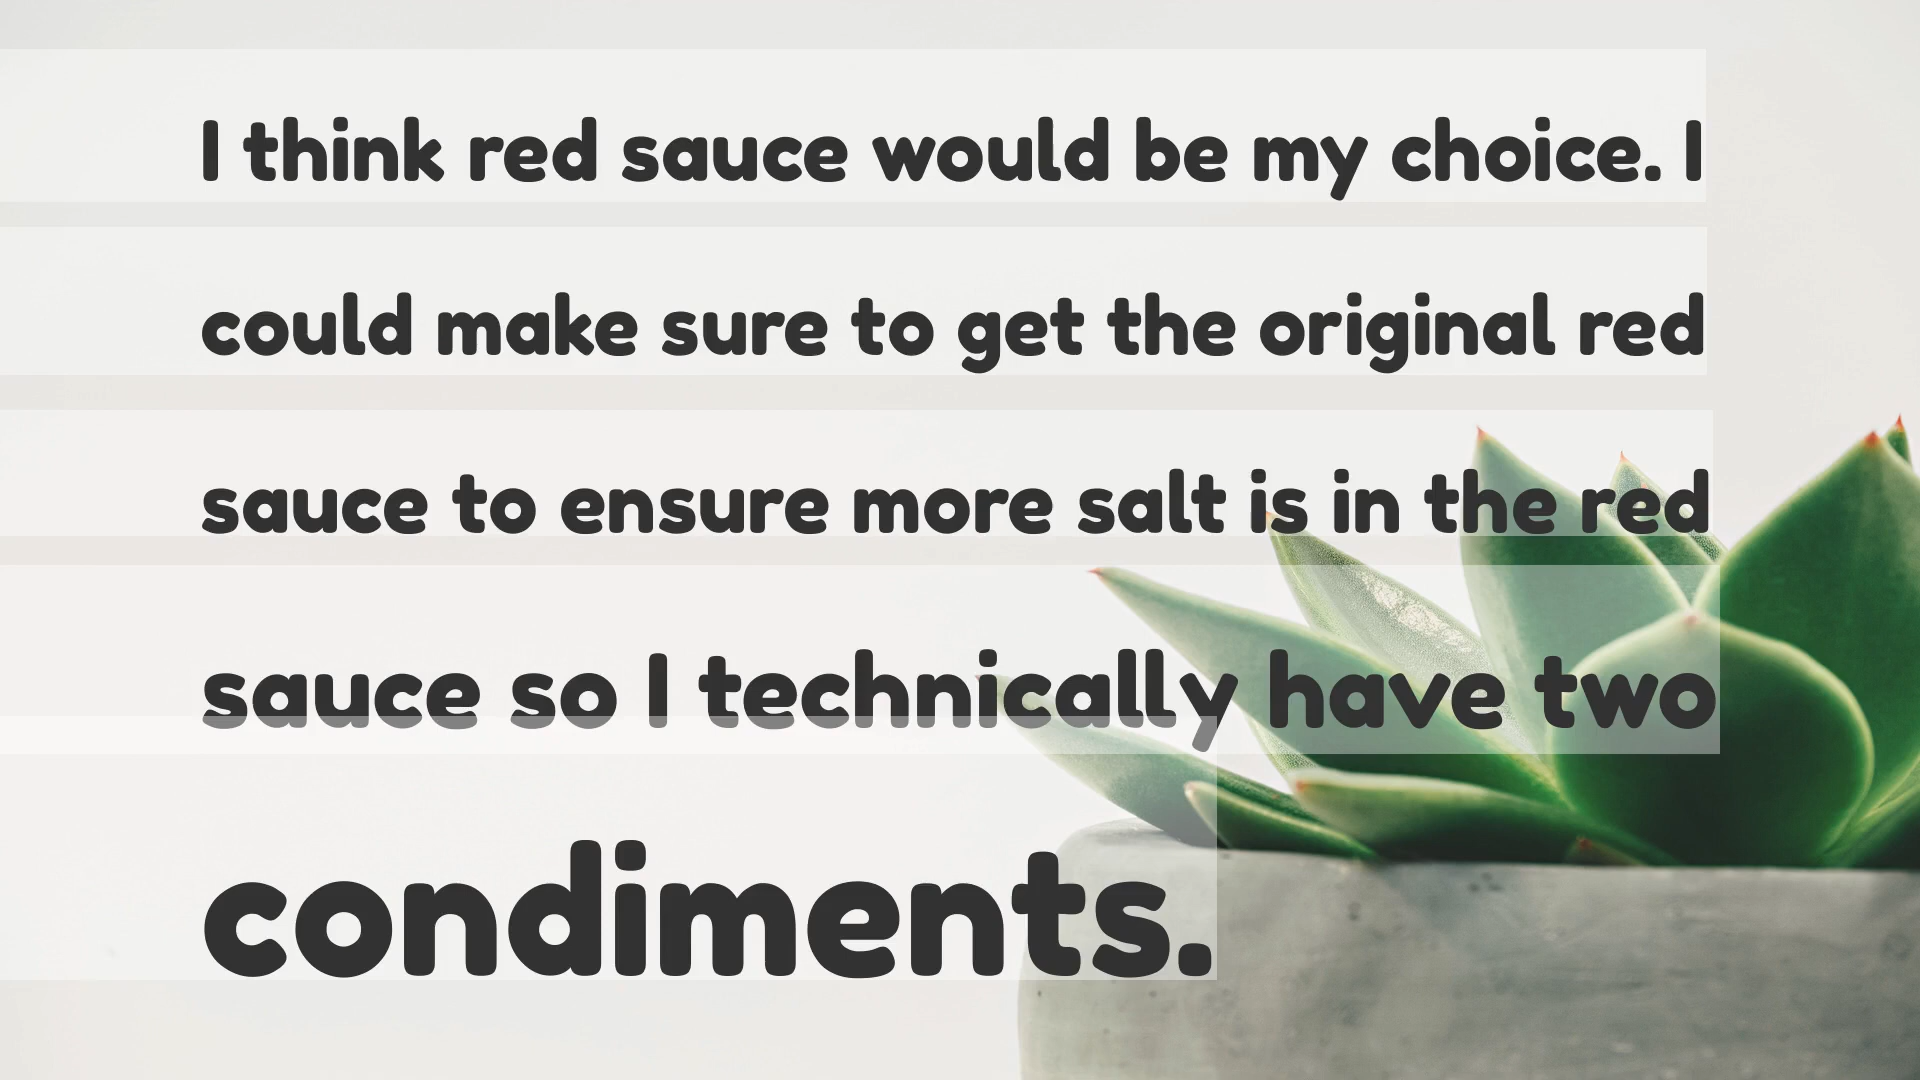 I think red sauce would be my choice. I
could make sure to get the original red
sauce to ensure more salt is in the red
sauce so I technically have two
condiments.